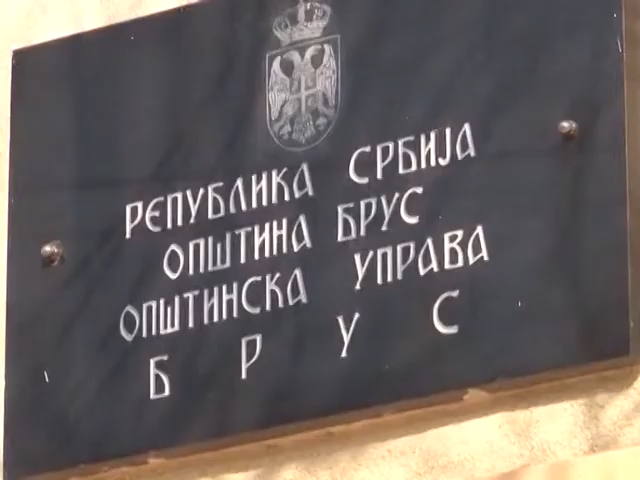 РЕПУБЛИКА СРБИЈА
ОПШТИНА БРУС
ОПШТИНСКА УПРАВА
Б Р У С